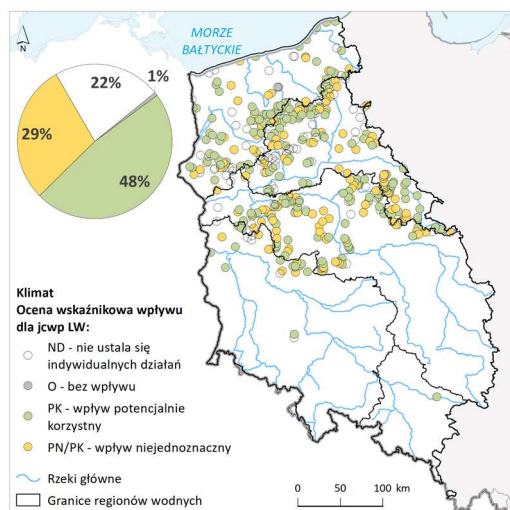 N
MORZE
BAŁTYCKIE
22%
1%
29%
48%
Klimat
Ocena wskaźnikowa wpływu
dla jcwp LW:
ND - nie ustala się
indywidualnych działań
O - bez wpływu
PK - wpływ potencjalnie
korzystny
PN/PK - wpływ niejednoznaczny
Rzeki główne
Granice regionów wodnych
0 50 100 km